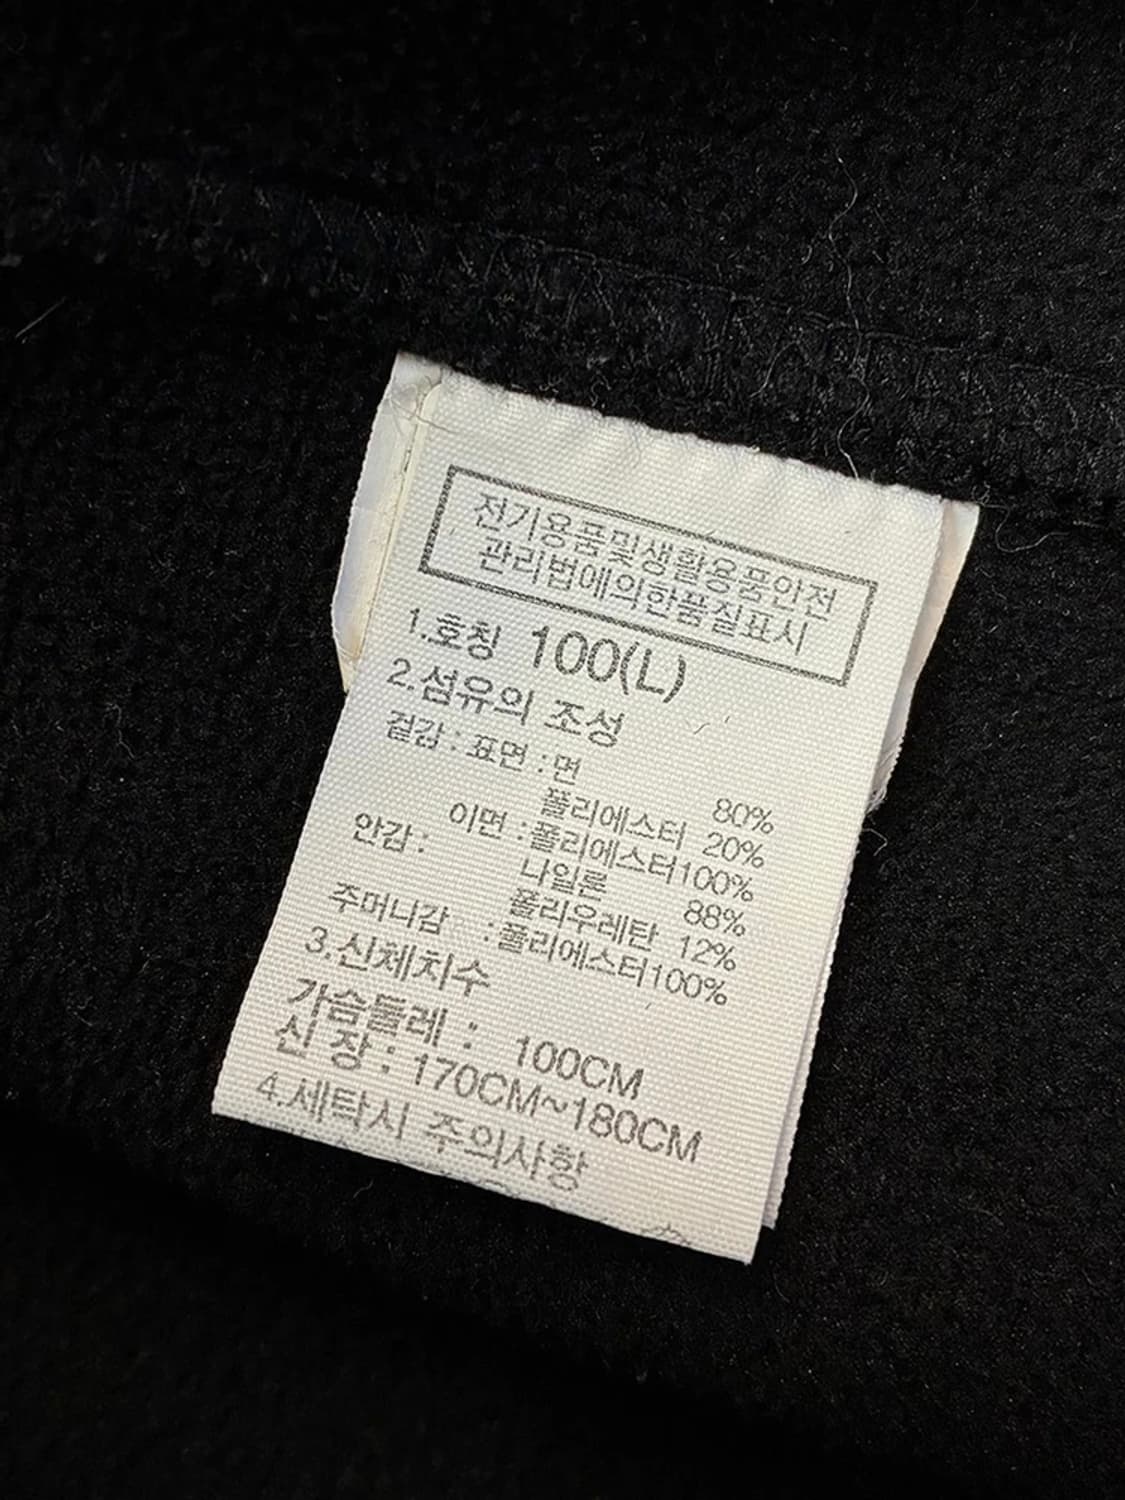 전기용품및생활용품안전
관리법에의한품질표시
1.호칭 100(L)
2.섬유의 조성
겉감 : 표면 : 면 80%
폴리에스터 20%
이면 : 폴리에스터100%
안감 : 나일론 88%
폴리우레탄 12%
주머니감 : 폴리에스터100%
3.신체치수
가슴둘레 : 100CM
신 장 : 170CM~180CM
4.세탁시 주의사항